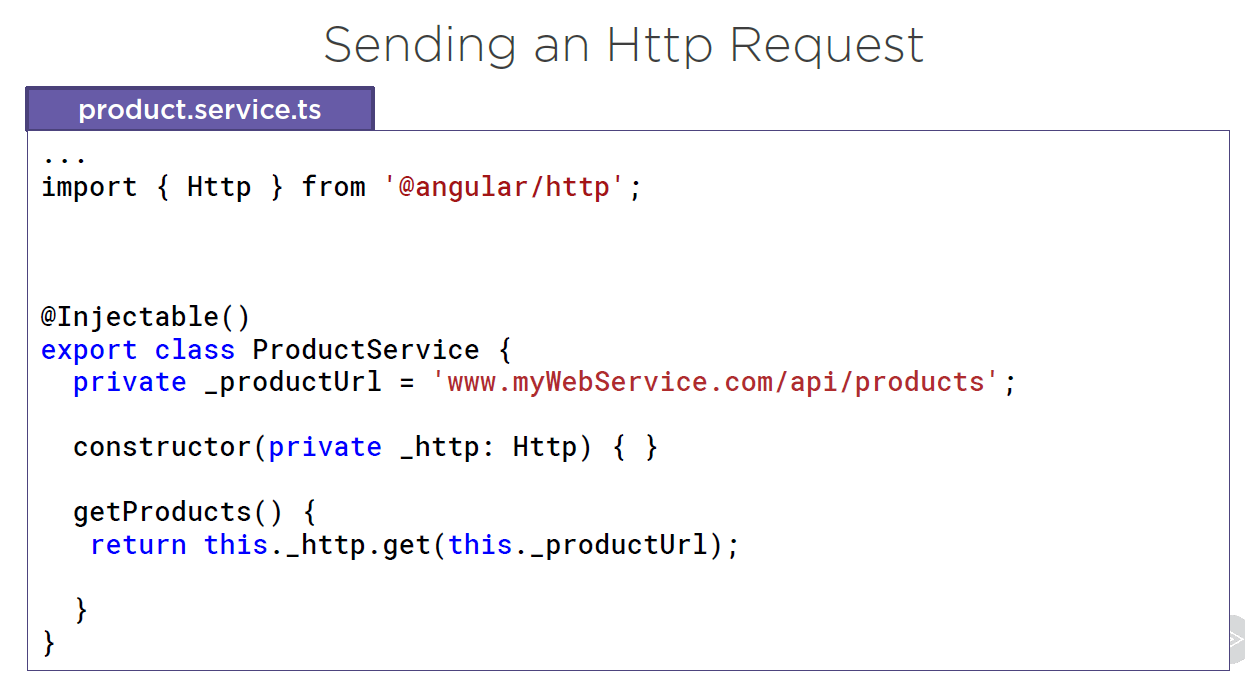 Sending an Http Request
product.service.ts
...
import { Http } from '@angular/http';
@Injectable()
export class ProductService {
private _productUrl = 'www.myWebService.com/api/products';
constructor(private _http: Http) { }
getProducts() {
return this._http.get(this._productUrl);
}
}